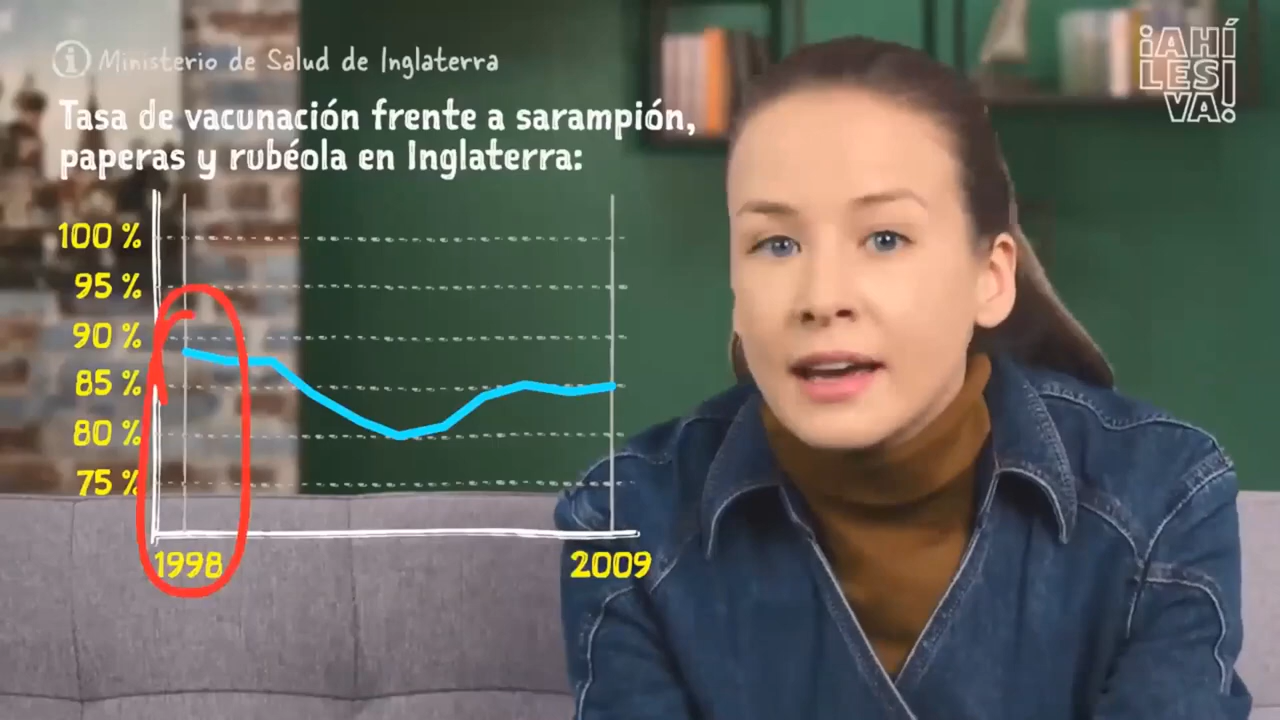 i Ministerio de Salud de Inglaterra
Tasa de vacunación frente a sarampión,
paperas y rubéola en Inglaterra:
100 %
95 %
90 %
85 %
80 %
75 %
1998
2009
¡AHÍ
LES
VA!